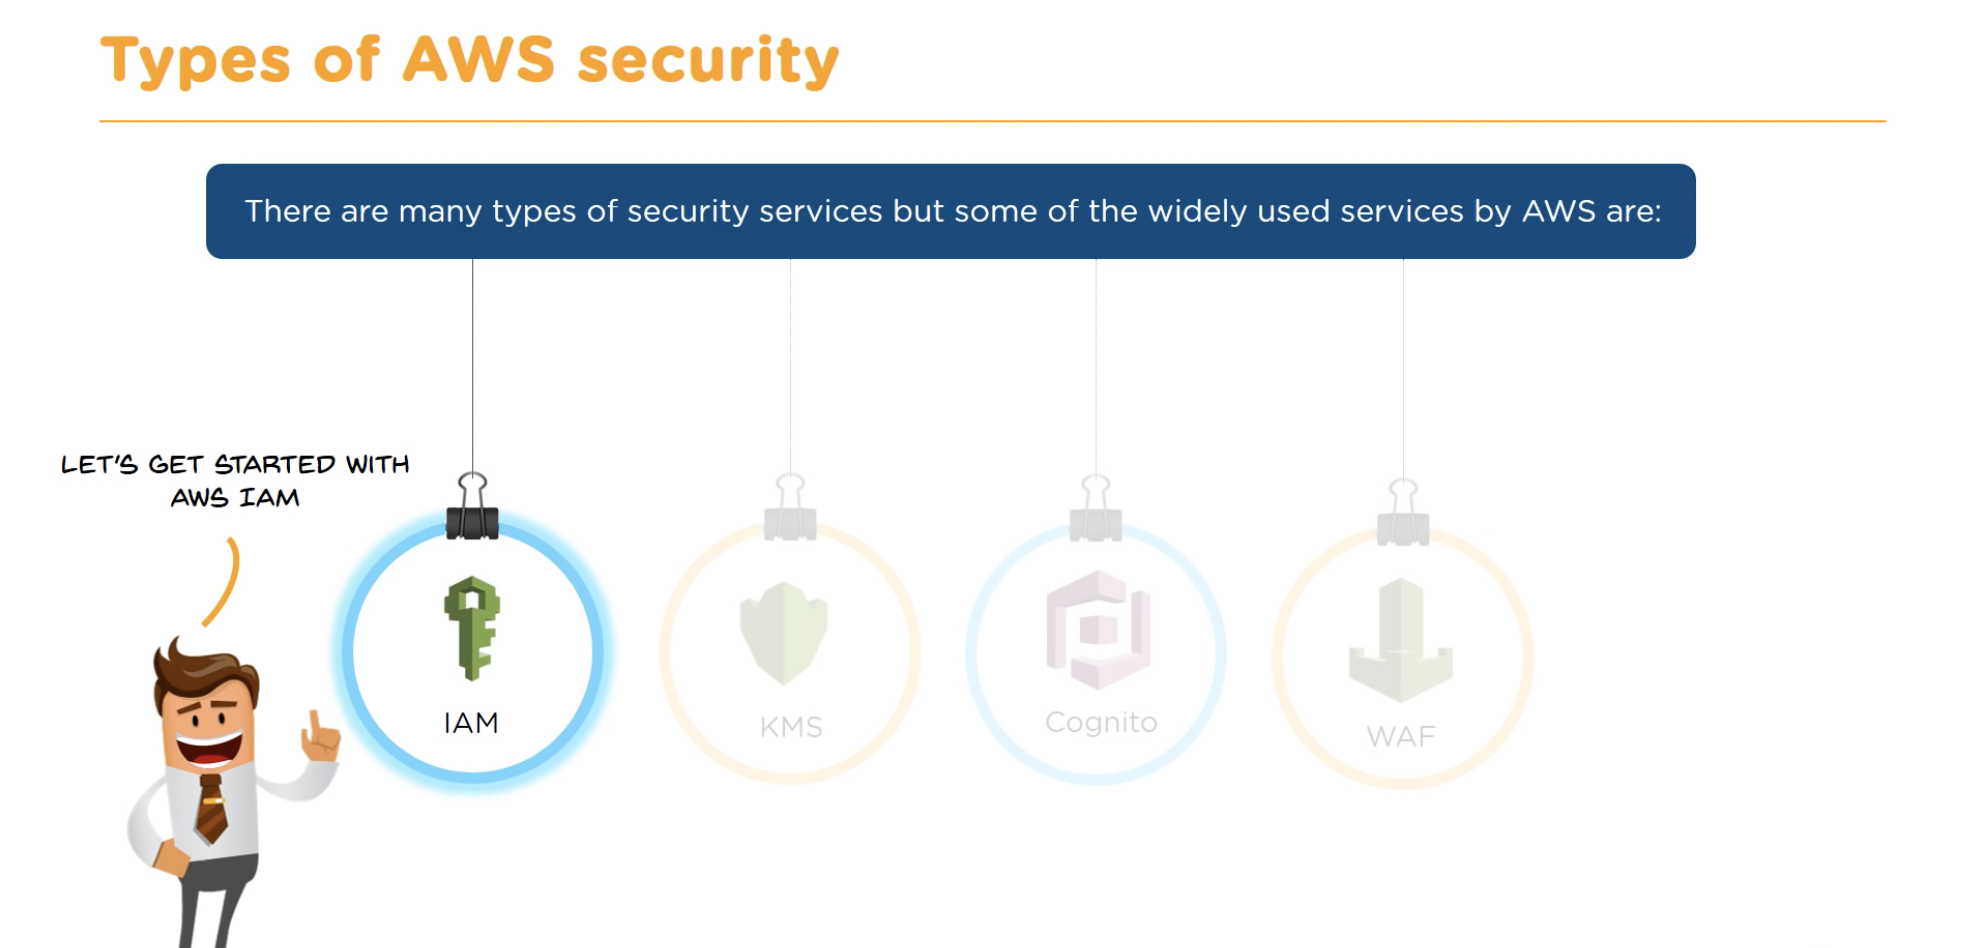 Types of AWS security
There are many types of security services but some of the widely used services by AWS are:
LET'S GET STARTED WITH
AWS IAM
IAM
KMS
Cognito
WAF